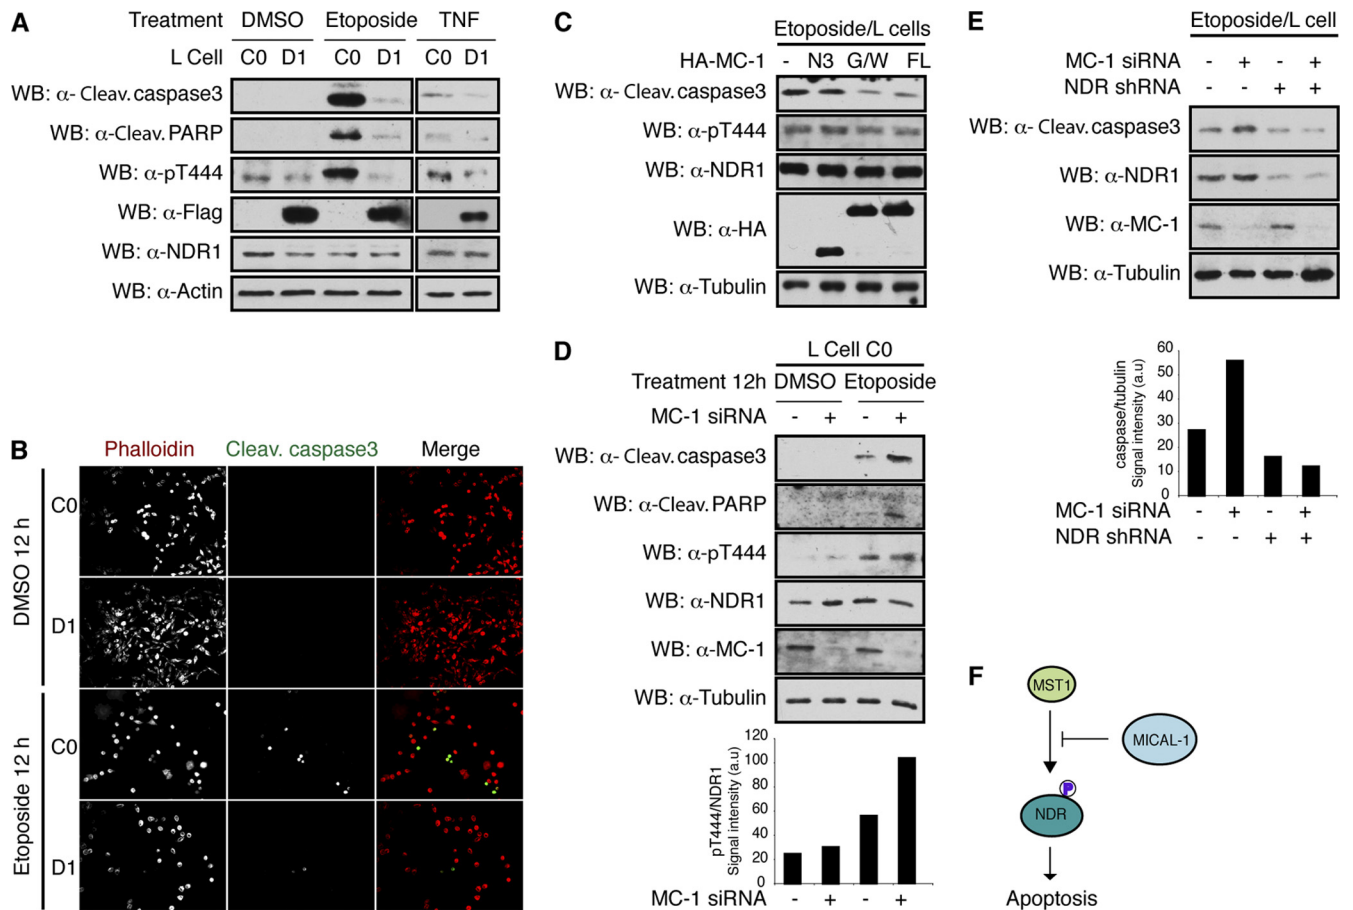 A
Treatment DMSO Etoposide TNF
L Cell C0 D1 C0 D1 C0 D1
WB: α- Cleav. caspase3
WB: α-Cleav. PARP
WB: α-pT444
WB: α-Flag
WB: α-NDR1
WB: α-Actin
B
Phalloidin Cleav. caspase3 Merge
DMSO 12 h
C0
D1
Etoposide 12 h
C0
D1
C
Etoposide/L cells
HA-MC-1 - N3 G/W FL
WB: α- Cleav. caspase3
WB: α-pT444
WB: α-NDR1
WB: α-HA
WB: α-Tubulin
D
L Cell C0
Treatment 12h DMSO Etoposide
MC-1 siRNA - + - +
WB: α- Cleav. caspase3
WB: α-Cleav. PARP
WB: α-pT444
WB: α-NDR1
WB: α-MC-1
WB: α-Tubulin
pT444/NDR1
Signal intensity (a.u)
120
100
80
60
40
20
0
MC-1 siRNA - + - +
E
Etoposide/L cell
MC-1 siRNA - + - +
NDR shRNA - - + +
WB: α- Cleav. caspase3
WB: α-NDR1
WB: α-MC-1
WB: α-Tubulin
caspase/tubulin
Signal intensity (a.u)
60
50
40
30
20
10
0
MC-1 siRNA - + - +
NDR shRNA - - + +
F
MST1
MICAL-1
P
NDR
Apoptosis